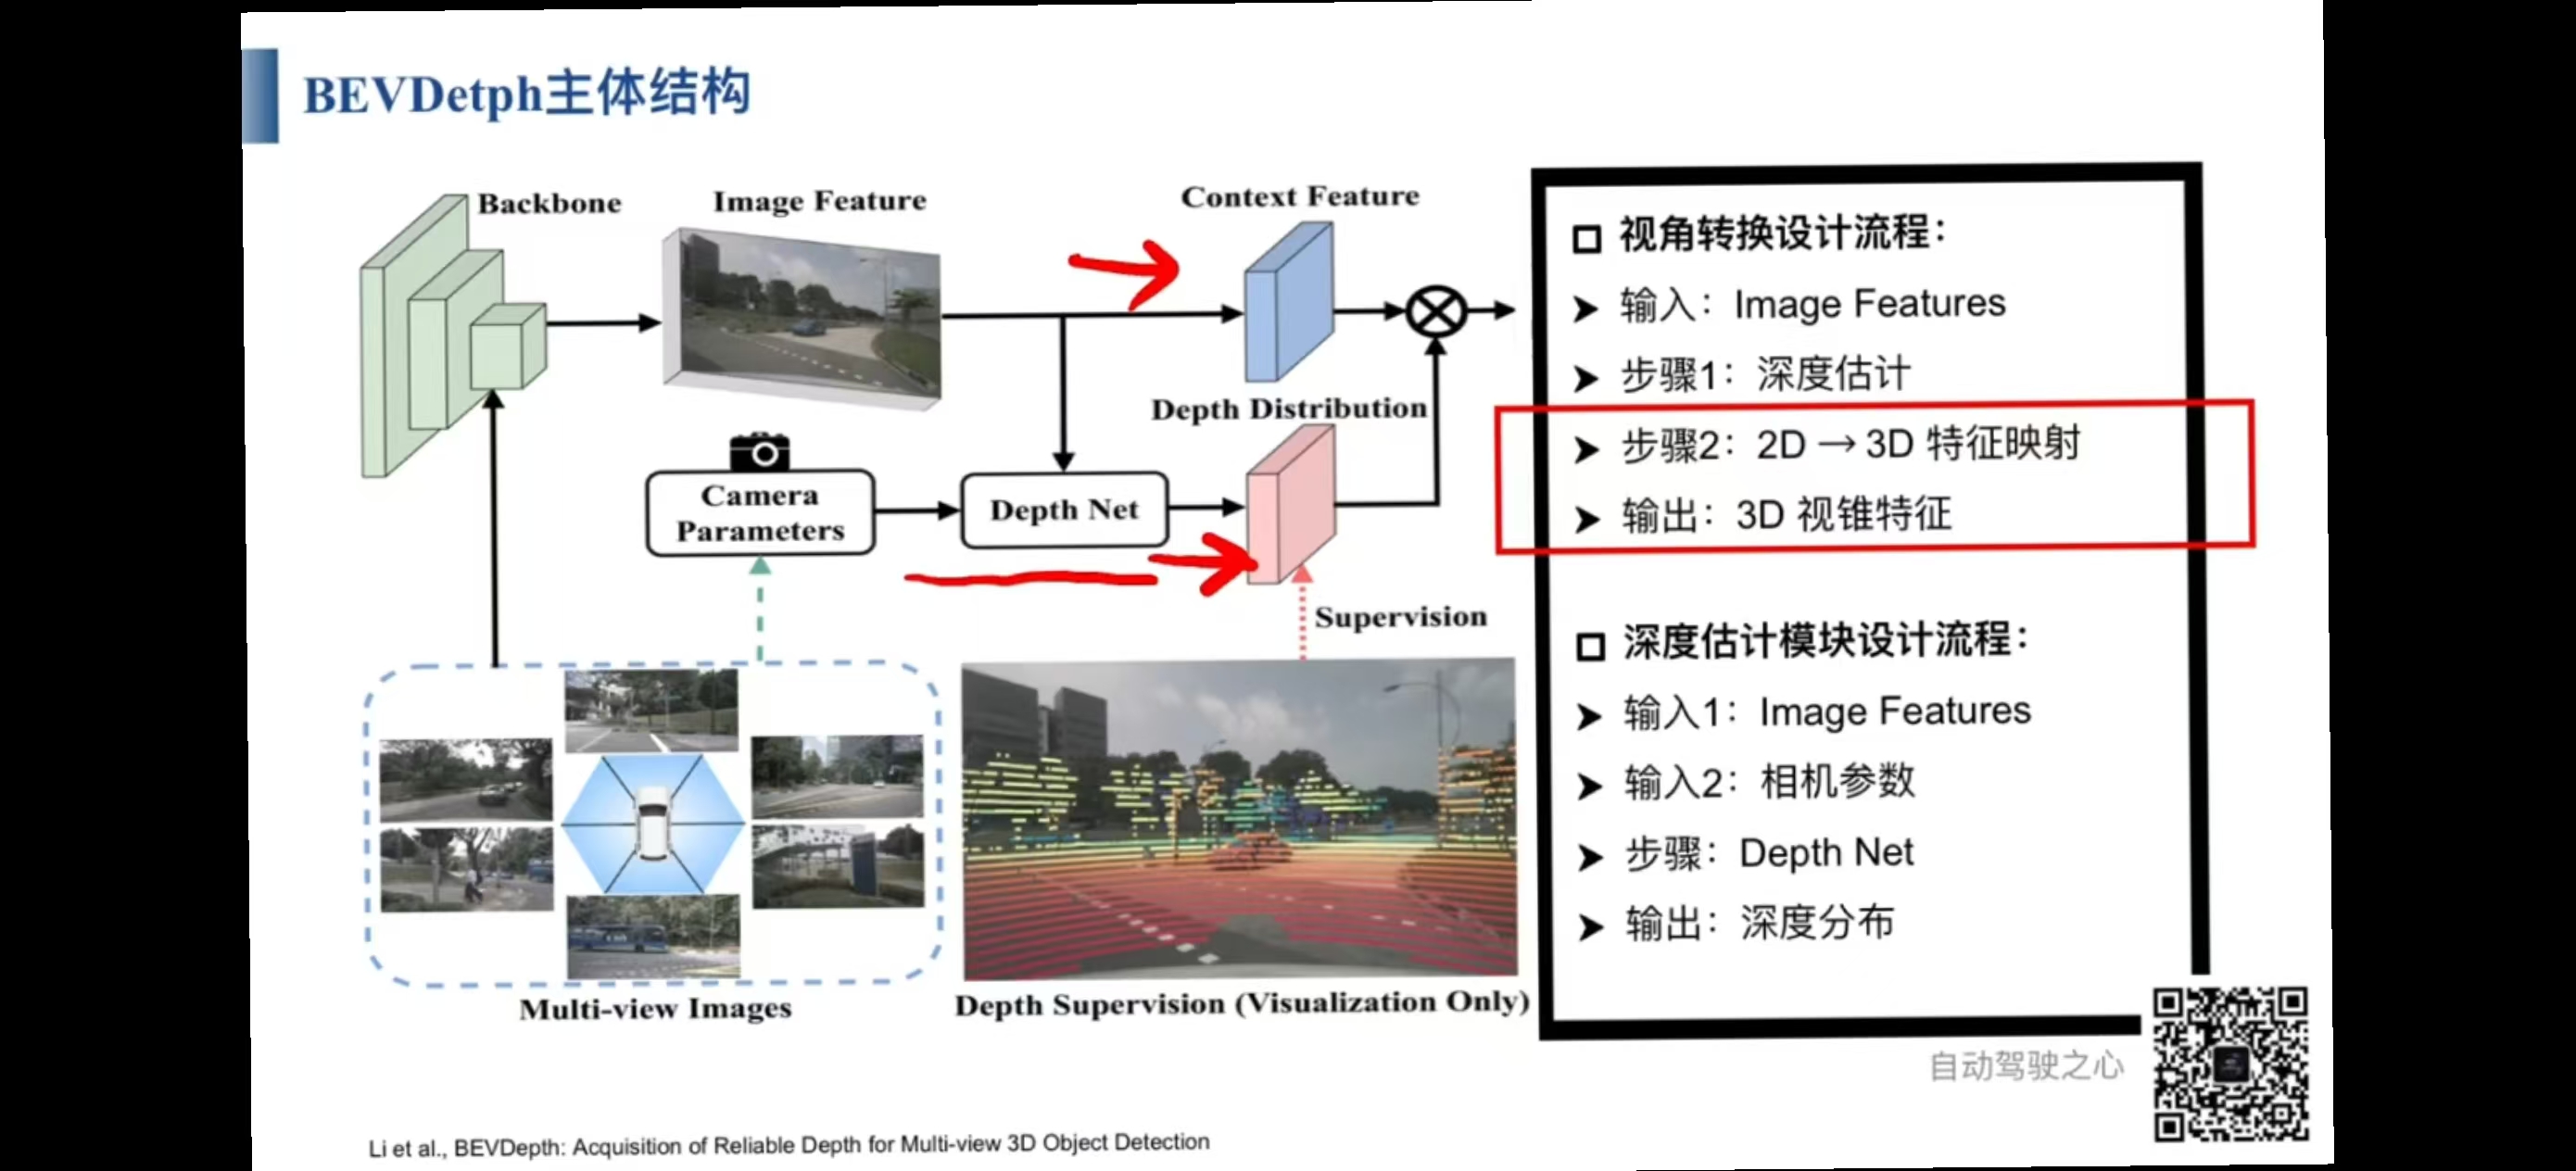 BEVDetph主体结构
Backbone
Image Feature
Context Feature
Depth Distribution
Camera
Parameters
Depth Net
Supervision
Multi-view Images
Depth Supervision (Visualization Only)
视角转换设计流程：
输入：Image Features
步骤1：深度估计
步骤2：2D → 3D 特征映射
输出：3D 视锥特征
深度估计模块设计流程：
输入1：Image Features
输入2：相机参数
步骤：Depth Net
输出：深度分布
自动驾驶之心
Li et al., BEVDepth: Acquisition of Reliable Depth for Multi-view 3D Object Detection